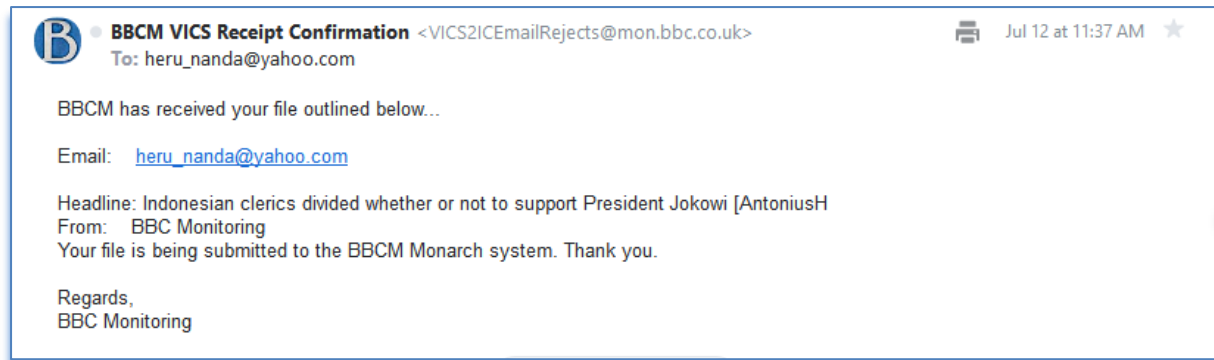 B
BBCM VICS Receipt Confirmation <VICS2ICEmailRejects@mon.bbc.co.uk>
Jul 12 at 11:37 AM
To: heru_nanda@yahoo.com
BBCM has received your file outlined below...
Email: heru_nanda@yahoo.com
Headline: Indonesian clerics divided whether or not to support President Jokowi [AntoniusH
From: BBC Monitoring
Your file is being submitted to the BBCM Monarch system. Thank you.
Regards,
BBC Monitoring